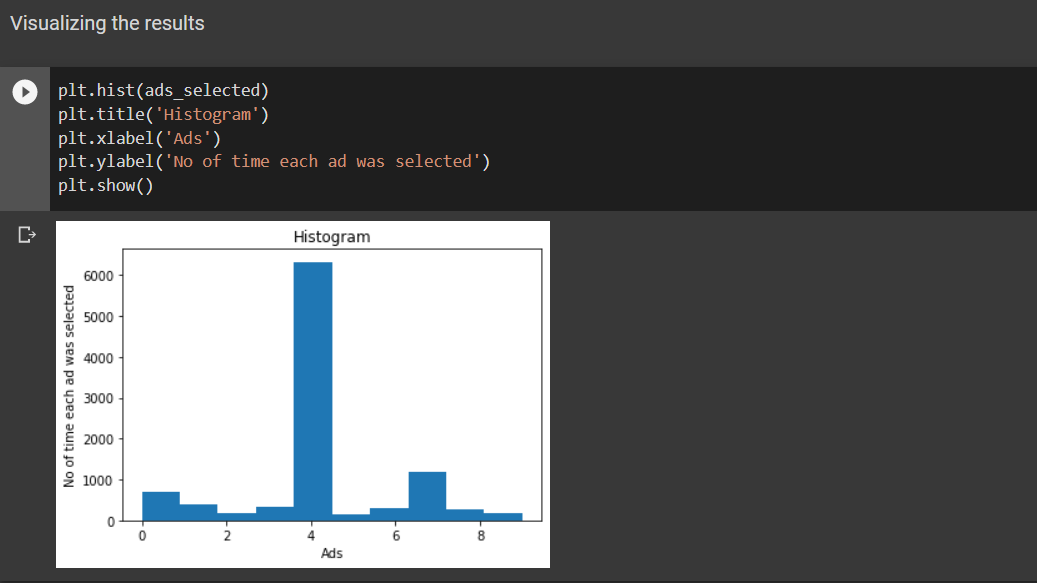 Visualizing the results
plt.hist(ads_selected)
plt.title('Histogram')
plt.xlabel('Ads')
plt.ylabel('No of time each ad was selected')
plt.show()
Histogram
No of time each ad was selected
6000
5000
4000
3000
2000
1000
0
0 2 4 6 8
Ads